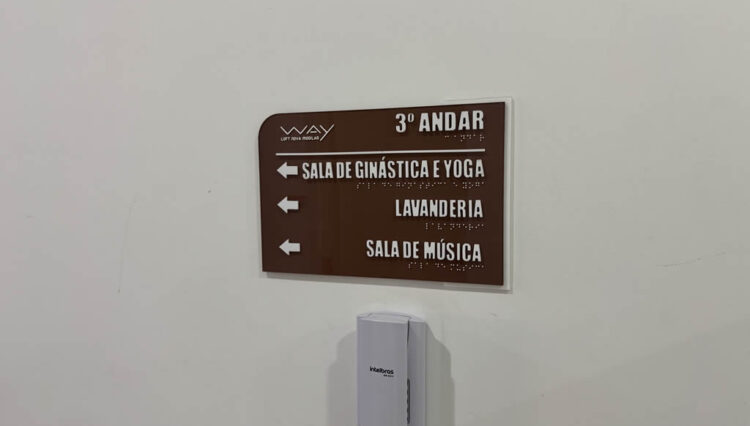 WAY
3º ANDAR
SALA DE GINÁSTICA E YOGA
LAVANDERIA
SALA DE MÚSICA
intelbras